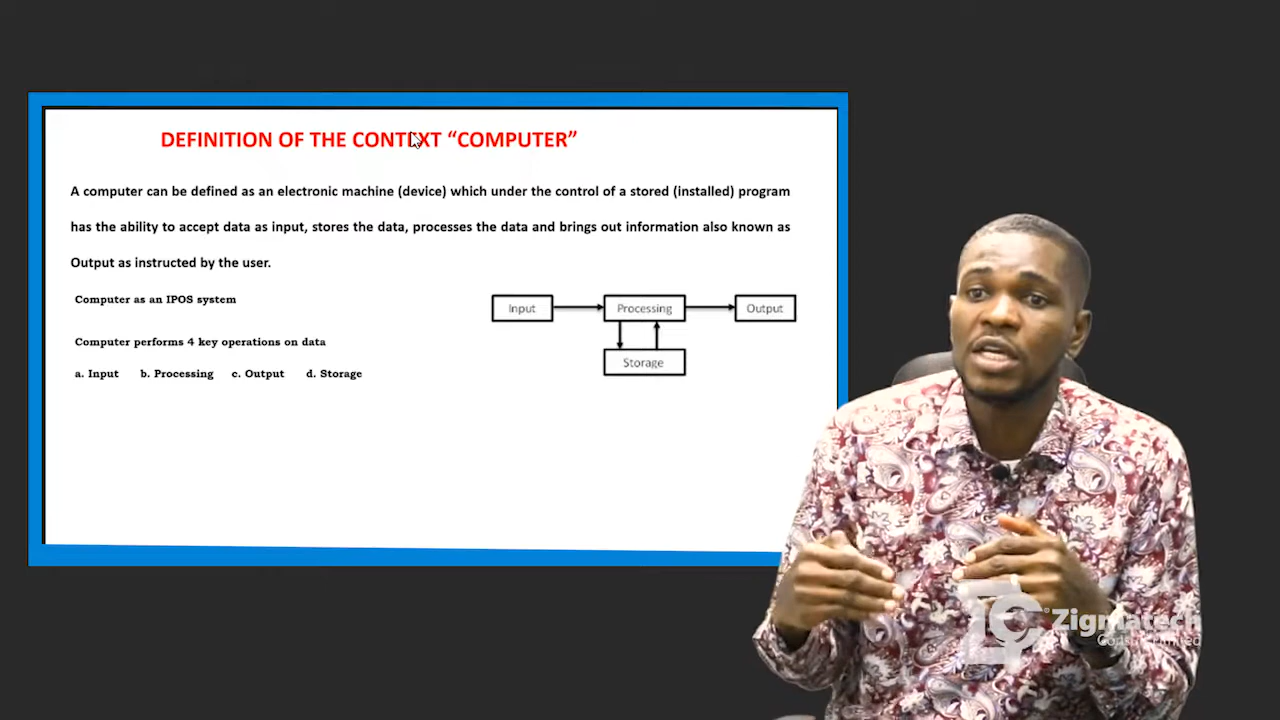 DEFINITION OF THE CONTEXT “COMPUTER”
A computer can be defined as an electronic machine (device) which under the control of a stored (installed) program
has the ability to accept data as input, stores the data, processes the data and brings out information also known as
Output as instructed by the user.
Computer as an IPOS system
Computer performs 4 key operations on data
a. Input b. Processing c. Output d. Storage
Input
Processing
Output
Storage
Zigmatech
Limited